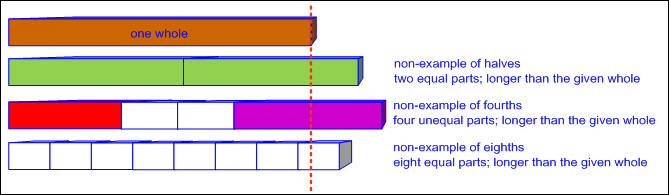 one whole
non-example of halves
two equal parts; longer than the given whole
non-example of fourths
four unequal parts; longer than the given whole
non-example of eighths
eight equal parts; longer than the given whole